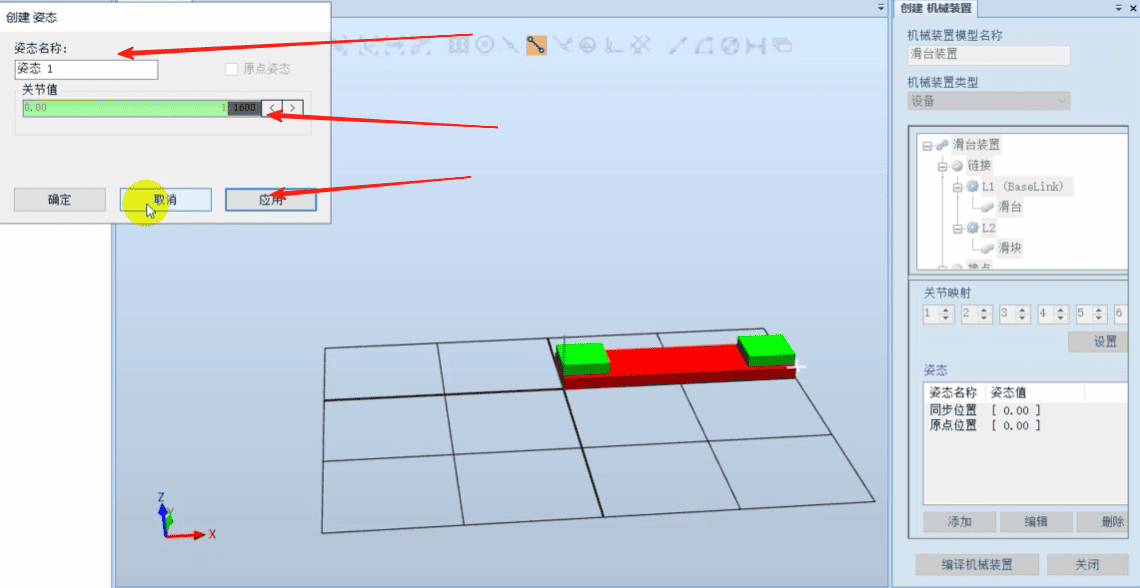 创建 姿态
姿态名称:
姿态 1
原点姿态
关节值
0.00
1600
< >
确定
取消
应用
Z
Y
X
创建 机械装置
机械装置模型名称
滑台装置
机械装置类型
设备
滑台装置
链接
L1 (BaseLink)
滑台
L2
滑块
接点
关节映射
1 2 3 4 5 6
设置
姿态
姿态名称 姿态值
同步位置 [ 0.00 ]
原点位置 [ 0.00 ]
添加 编辑 删除
编译机械装置 关闭